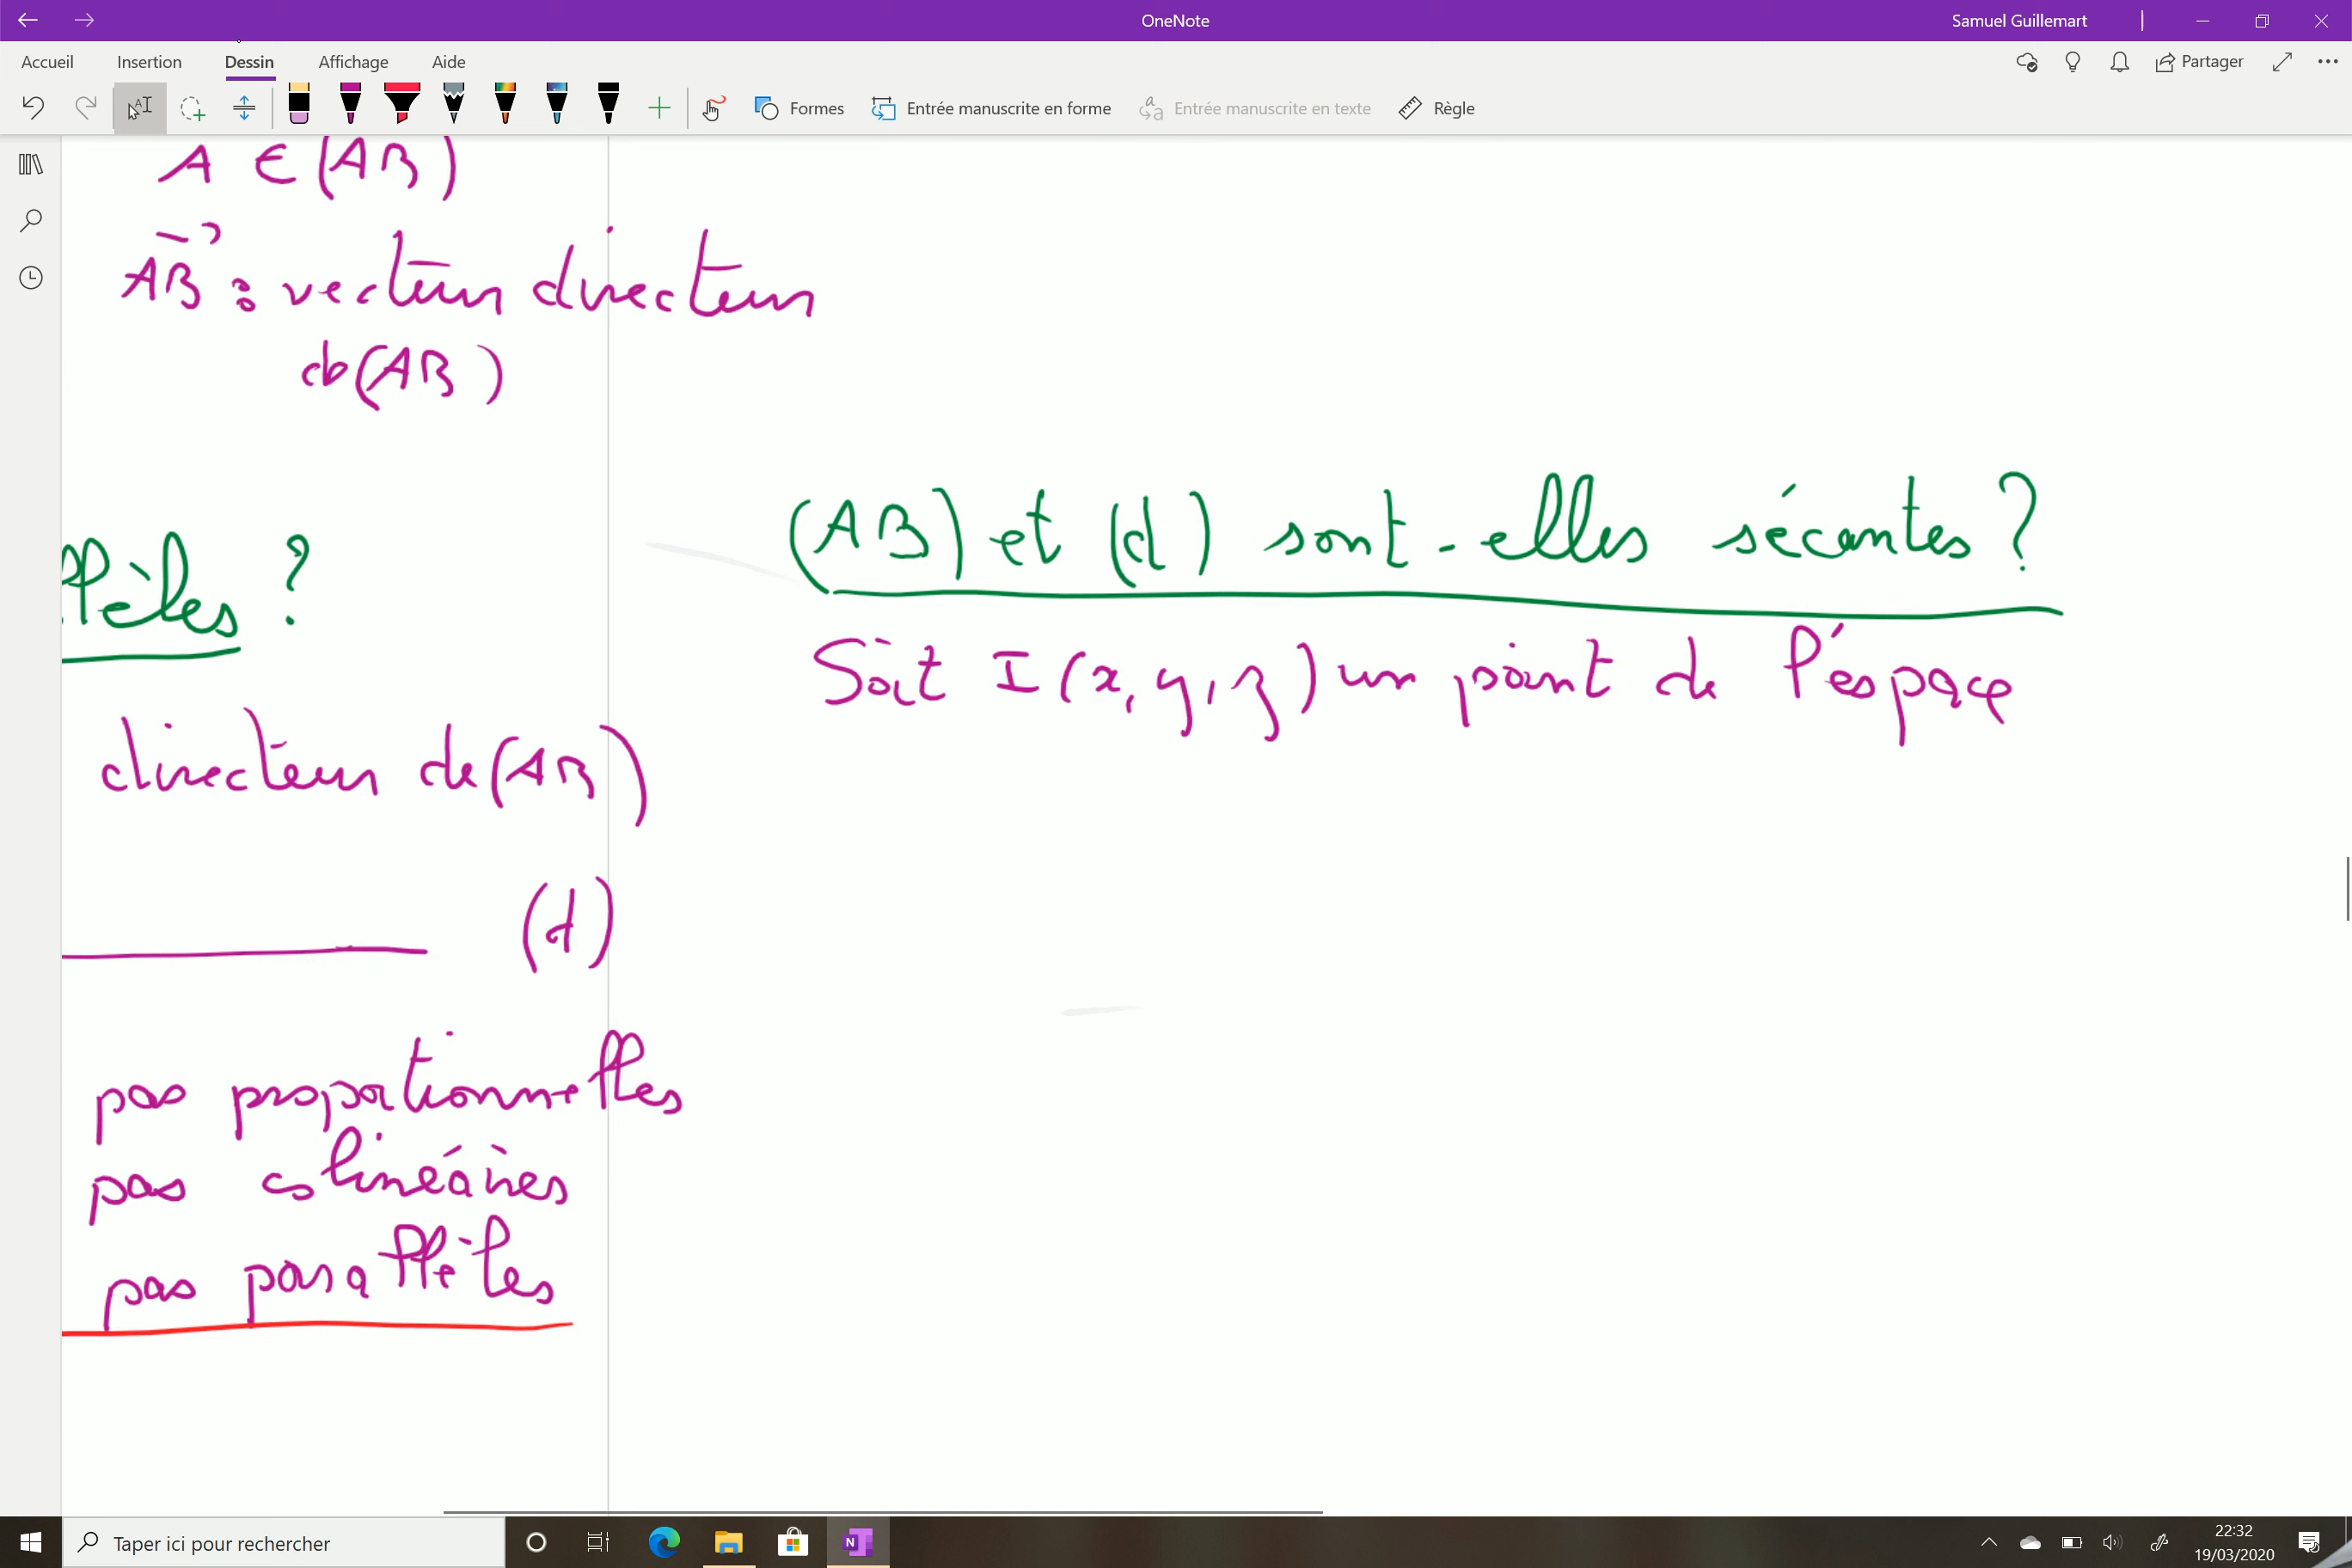 OneNote
Samuel Guillemart
Accueil
Insertion
Dessin
Affichage
Aide
Partager
Formes
Entrée manuscrite en forme
Entrée manuscrite en texte
Règle
A ∈ (AB)
AB : vecteur directeur
de (AB)
llèles ?
directeur de (AB)
(d)
pas proportionnelles
pas colinéaires
pas parallèles
(AB) et (d) sont-elles sécantes ?
Soit I (x, y, z) un point de l'espace
Taper ici pour rechercher
22:32
19/03/2020